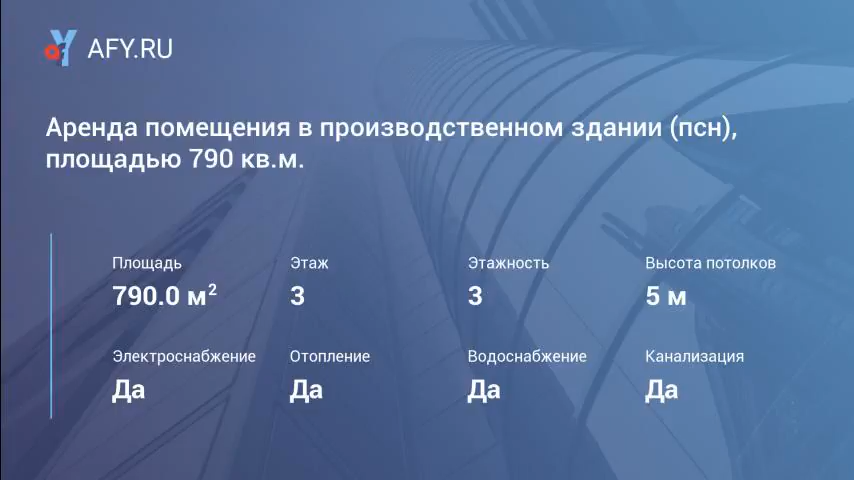 AFY.RU
Аренда помещения в производственном здании (псн),
площадью 790 кв.м.
Площадь Этаж Этажность Высота потолков
790.0 м² 3 3 5 м
Электроснабжение Отопление Водоснабжение Канализация
Да Да Да Да